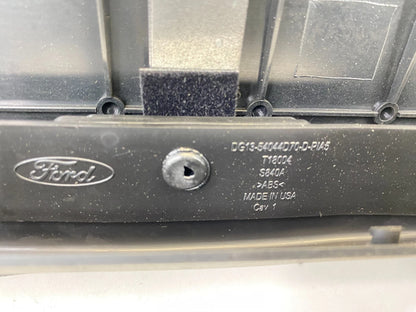 Ford
DG13-54044D70-D-PIA5
T18004
S840A
>ABS<
MADE IN USA
Cav 1